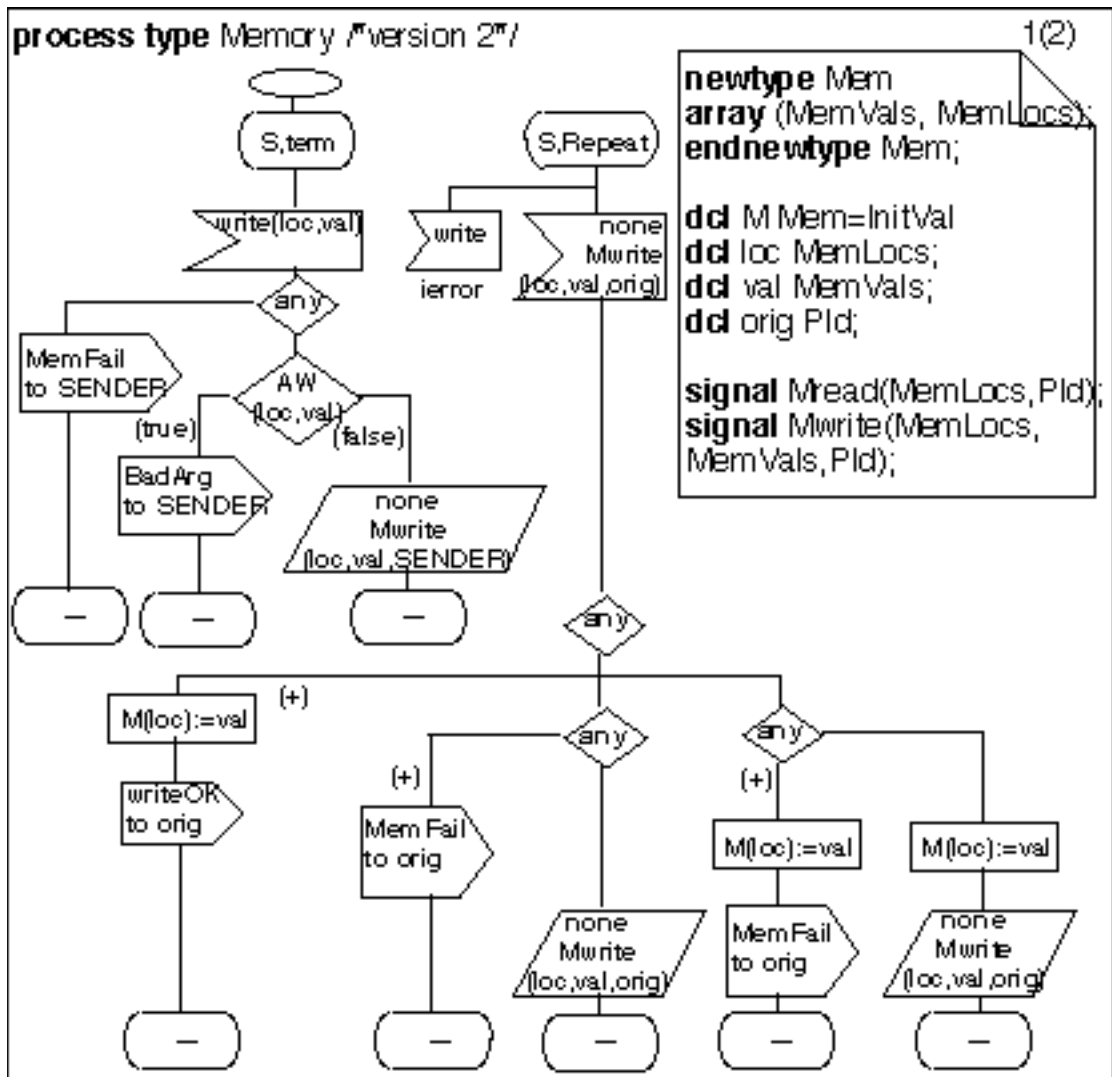 process type Memory /*version 2*/
1(2)
newtype Mem
array (MemVals, MemLocs);
endnewtype Mem;
dcl M Mem=InitVal
dcl loc MemLocs;
dcl val MemVals;
dcl orig PId;
signal Mread(MemLocs,PId);
signal Mwrite(MemLocs,
MemVals,PId);
S,term
S,Repeat
write(loc,val)
write
ierror
none
Mwrite
(loc,val,orig)
any
MemFail
to SENDER
AW
(loc,val)
(true)
(false)
BadArg
to SENDER
none
Mwrite
(loc,val,SENDER)
–
–
–
any
(+)
M(loc):=val
writeOK
to orig
any
(+)
MemFail
to orig
none
Mwrite
(loc,val,orig)
any
(+)
M(loc):=val
MemFail
to orig
M(loc):=val
none
Mwrite
(loc,val,orig)
–
–
–
–
–